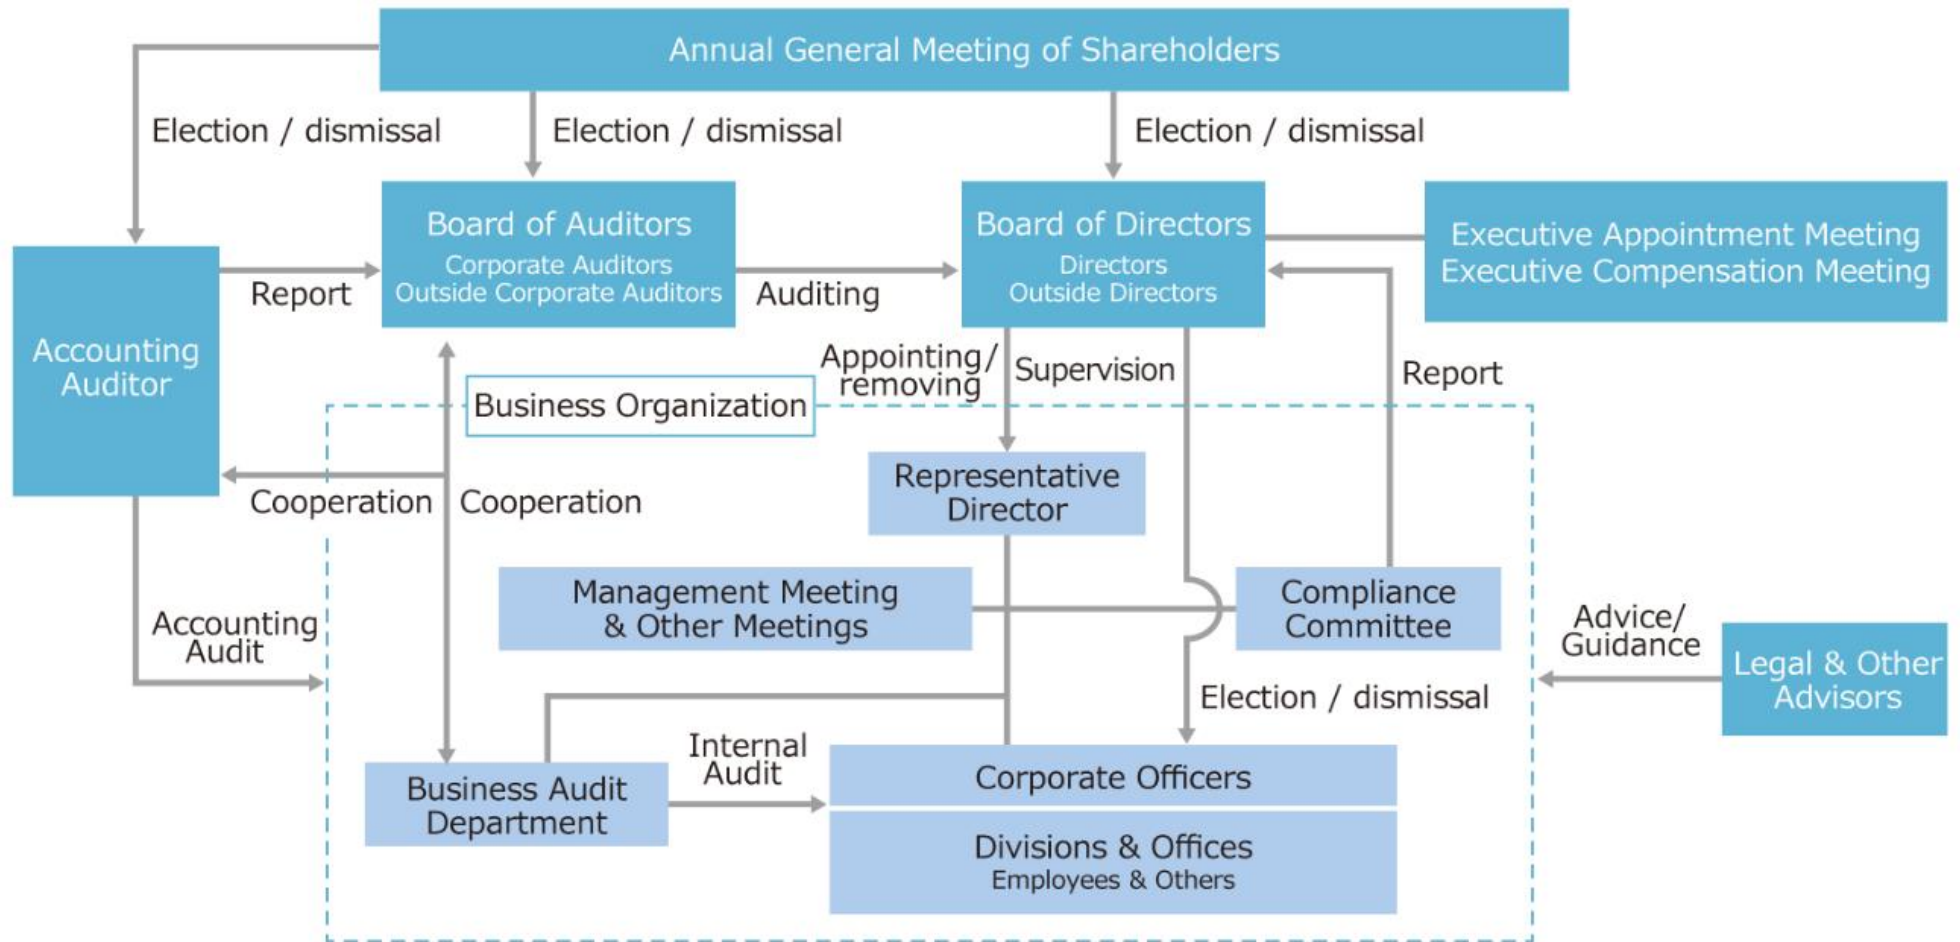 Annual General Meeting of Shareholders
Election / dismissal
Election / dismissal
Election / dismissal
Board of Auditors
Corporate Auditors
Outside Corporate Auditors
Board of Directors
Directors
Outside Directors
Executive Appointment Meeting
Executive Compensation Meeting
Accounting
Auditor
Report
Auditing
Appointing/
removing
Supervision
Report
Business Organization
Cooperation
Cooperation
Representative
Director
Management Meeting
& Other Meetings
Compliance
Committee
Accounting
Audit
Advice/
Guidance
Legal & Other
Advisors
Election / dismissal
Internal
Audit
Business Audit
Department
Corporate Officers
Divisions & Offices
Employees & Others